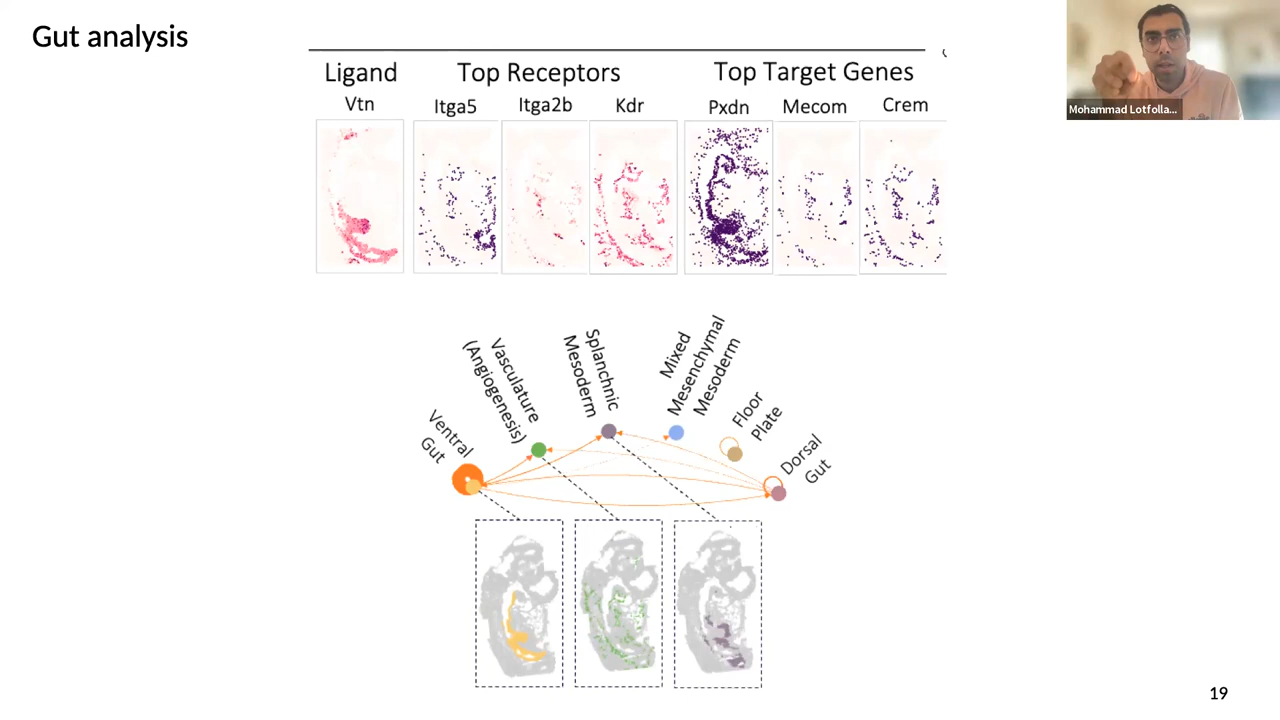 Gut analysis
Ligand
Top Receptors
Top Target Genes
Vtn
Itga5
Itga2b
Kdr
Pxdn
Mecom
Crem
Ventral
Gut
Vasculature
(Angiogenesis)
Splanchnic
Mesoderm
Mixed
Mesenchymal
Mesoderm
Floor
Plate
Dorsal
Gut
Mohammad Lotfolla...
19